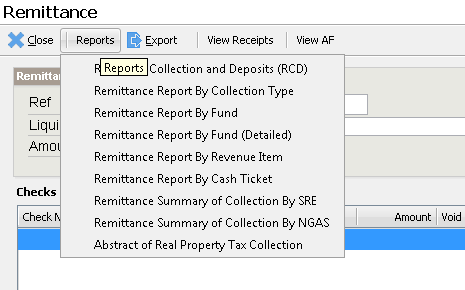 Remittance
Close Reports Export View Receipts View AF
R Reports Collection and Deposits (RCD)
Remittance Report By Collection Type
Remittance Report By Fund
Remittance Report By Fund (Detailed)
Remittance Report By Revenue Item
Remittance Report By Cash Ticket
Remittance Summary of Collection By SRE
Remittance Summary of Collection By NGAS
Abstract of Real Property Tax Collection
Remittan
Ref
Liqui
Amou
Checks
Check N Amount Void